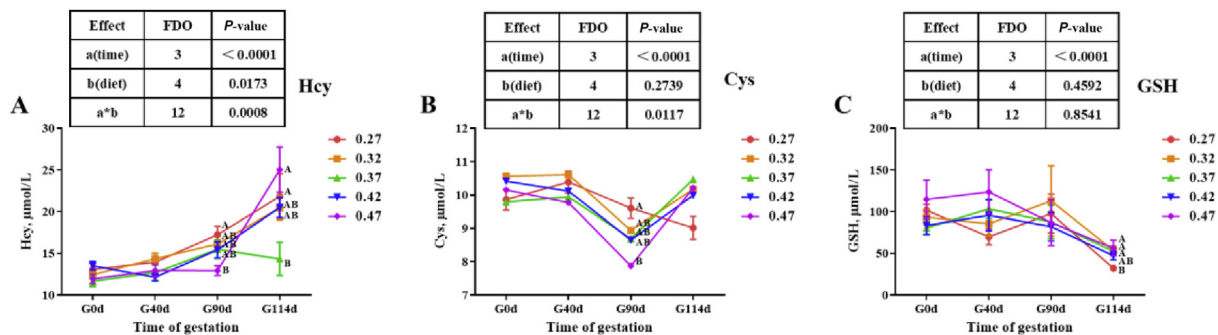 Effect FDO P-value
a(time) 3 < 0.0001
b(diet) 4 0.0173
a*b 12 0.0008
A
Hcy
30
25
20
15
10
Hcy, μmol/L
G0d G40d G90d G114d
Time of gestation
0.27
0.32
0.37
0.42
0.47
A
AB
AB
AB
B
A
A
AB
AB
B
Effect FDO P-value
a(time) 3 < 0.0001
b(diet) 4 0.2739
a*b 12 0.0117
B
Cys
12
11
10
9
8
7
Cys, μmol/L
G0d G40d G90d G114d
Time of gestation
0.27
0.32
0.37
0.42
0.47
A
AB
AB
AB
B
Effect FDO P-value
a(time) 3 < 0.0001
b(diet) 4 0.4592
a*b 12 0.8541
C
GSH
200
150
100
50
0
GSH, μmol/L
G0d G40d G90d G114d
Time of gestation
0.27
0.32
0.37
0.42
0.47
A
A
AB
B